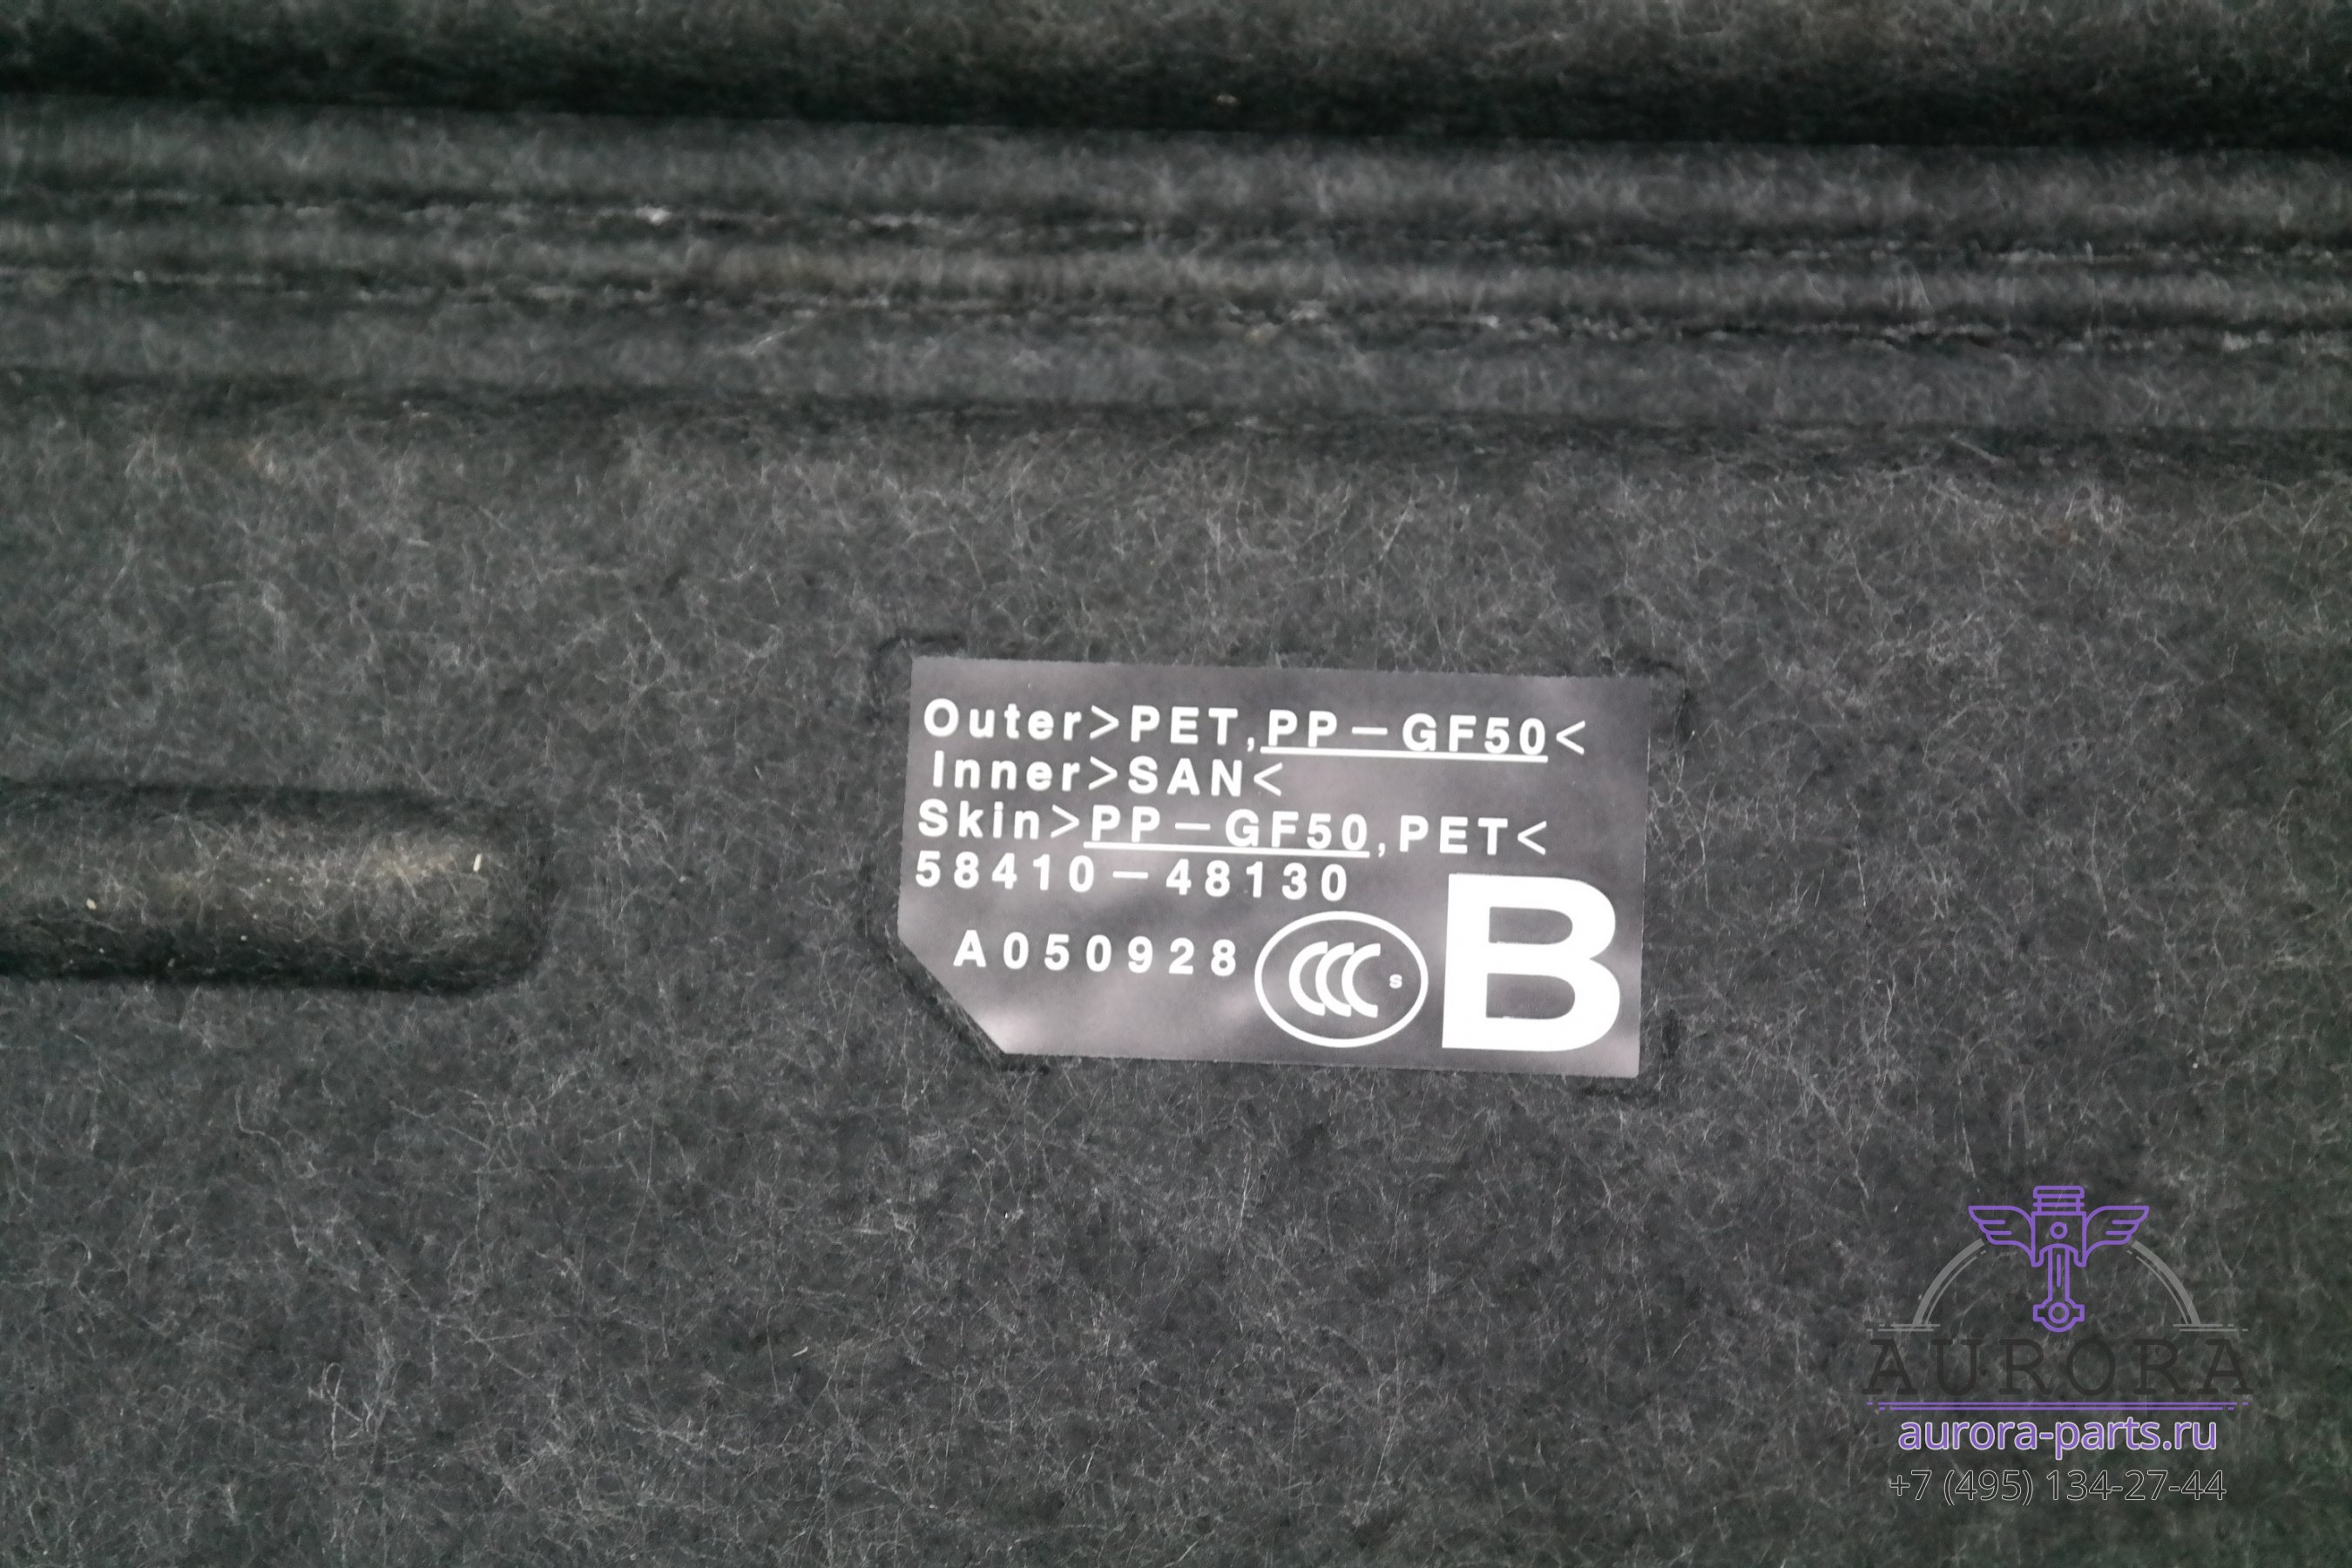 Outer>PET,PP-GF50<
Inner>SAN<
Skin>PP-GF50,PET<
58410-48130
A050928
CCC S
B
AURORA
aurora-parts.ru
+7 (495) 134-27-44